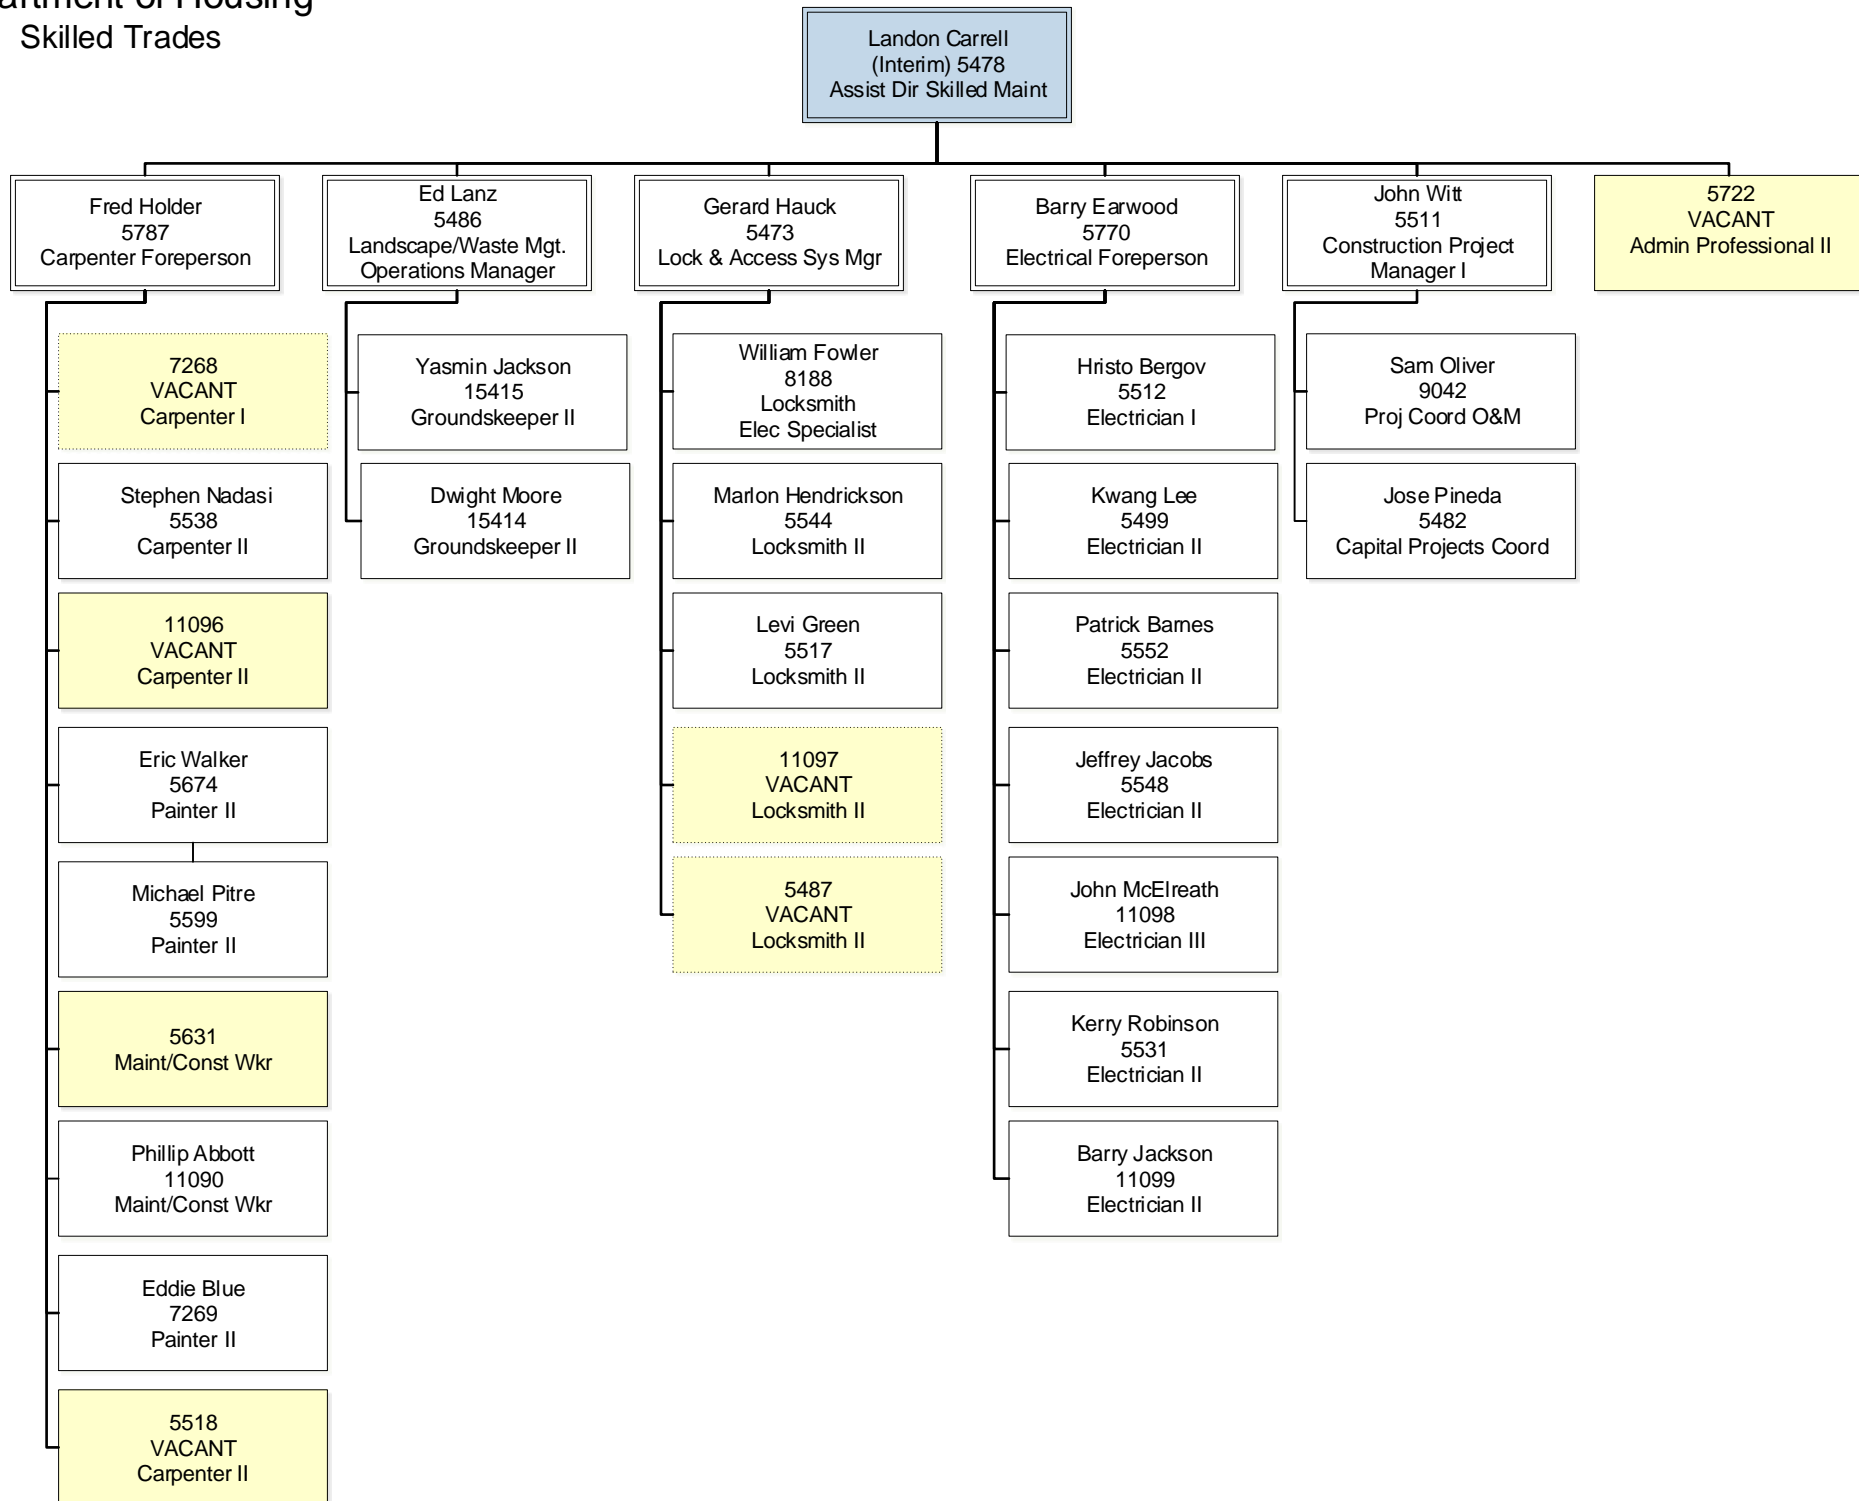 Skilled Trades
Landon Carrell
(Interim) 5478
Assist Dir Skilled Maint
Fred Holder
5787
Carpenter Foreperson
Ed Lanz
5486
Landscape/Waste Mgt.
Operations Manager
Gerard Hauck
5473
Lock & Access Sys Mgr
Barry Earwood
5770
Electrical Foreperson
John Witt
5511
Construction Project
Manager I
5722
VACANT
Admin Professional II
7268
VACANT
Carpenter I
Stephen Nadasi
5538
Carpenter II
11096
VACANT
Carpenter II
Eric Walker
5674
Painter II
Michael Pitre
5599
Painter II
5631
Maint/Const Wkr
Phillip Abbott
11090
Maint/Const Wkr
Eddie Blue
7269
Painter II
5518
VACANT
Carpenter II
Yasmin Jackson
15415
Groundskeeper II
Dwight Moore
15414
Groundskeeper II
William Fowler
8188
Locksmith
Elec Specialist
Marlon Hendrickson
5544
Locksmith II
Levi Green
5517
Locksmith II
11097
VACANT
Locksmith II
5487
VACANT
Locksmith II
Hristo Bergov
5512
Electrician I
Kwang Lee
5499
Electrician II
Patrick Barnes
5552
Electrician II
Jeffrey Jacobs
5548
Electrician II
John McElreath
11098
Electrician III
Kerry Robinson
5531
Electrician II
Barry Jackson
11099
Electrician II
Sam Oliver
9042
Proj Coord O&M
Jose Pineda
5482
Capital Projects Coord